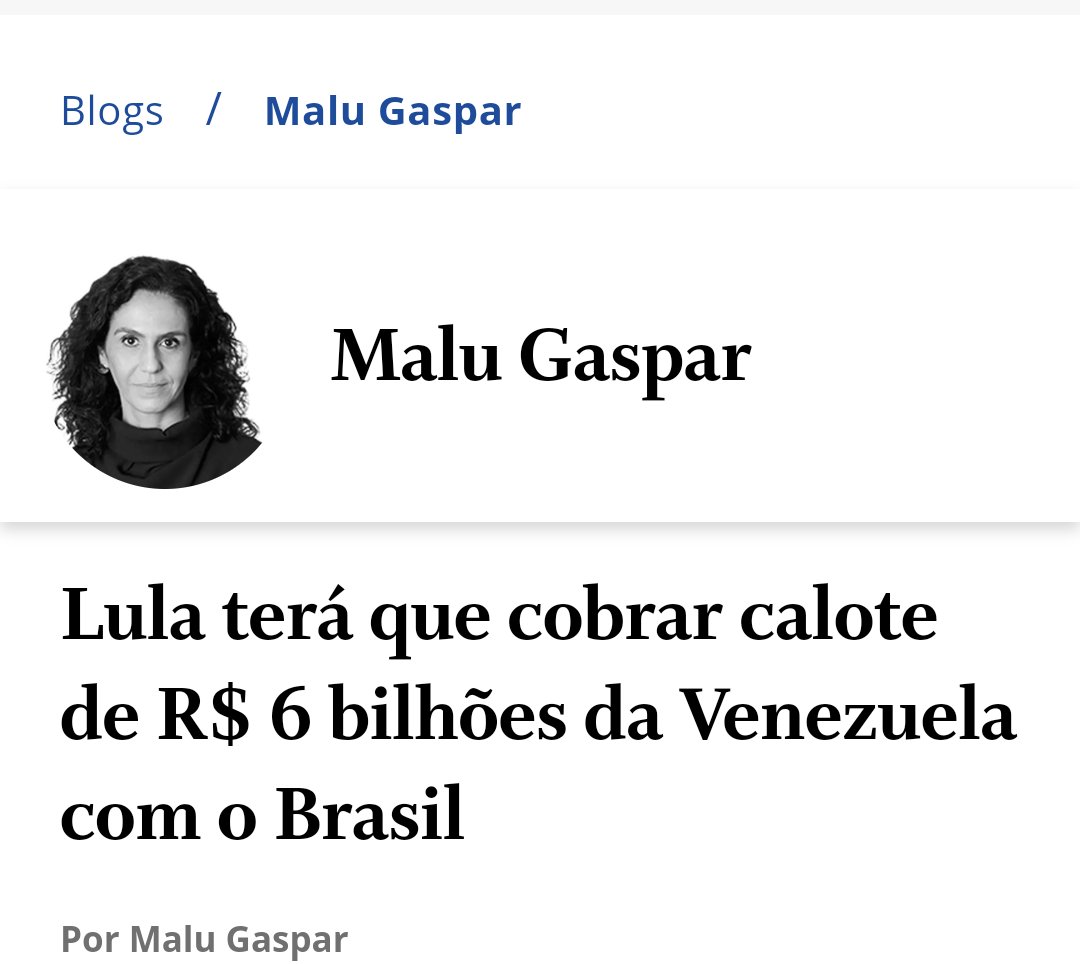 Blogs / Malu Gaspar
Malu Gaspar
Lula terá que cobrar calote
de R$ 6 bilhões da Venezuela
com o Brasil
Por Malu Gaspar